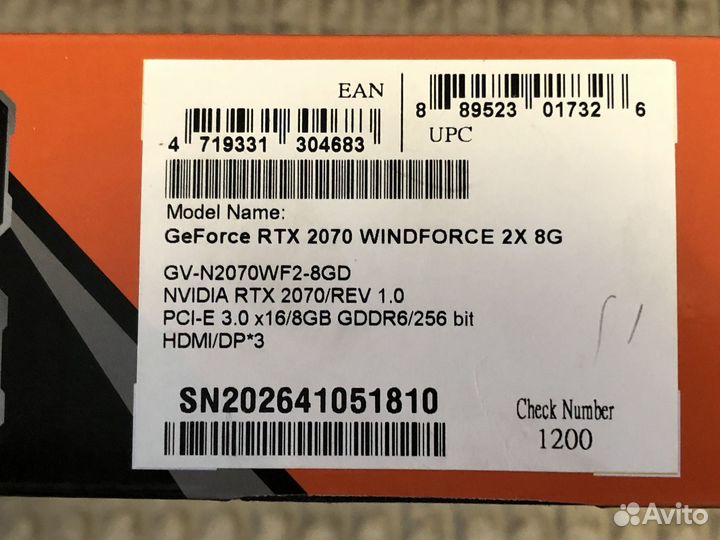 EAN
4 719331 304683
8 89523 01732 6
UPC
Model Name:
GeForce RTX 2070 WINDFORCE 2X 8G
GV-N2070WF2-8GD
NVIDIA RTX 2070/REV 1.0
PCI-E 3.0 x16/8GB GDDR6/256 bit
HDMI/DP*3
SN202641051810
Check Number
1200
Avito